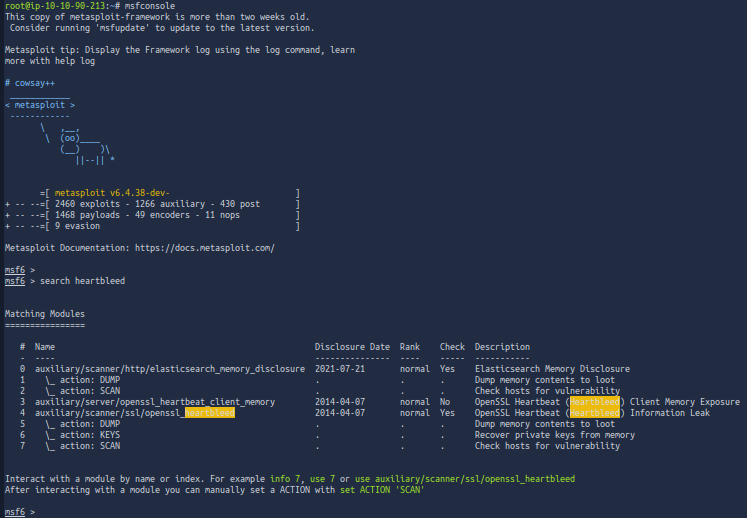 root@ip-10-10-90-213:~# msfconsole
This copy of metasploit-framework is more than two weeks old.
 Consider running 'msfupdate' to update to the latest version.

Metasploit tip: Display the Framework log using the log command, learn
more with help log

# cowsay++
 ____________
< metasploit >
 ------------
       \   ,__,
        \  (oo)____
           (__)    )\
              ||--|| *

       =[ metasploit v6.4.38-dev-                         ]
+ -- --=[ 2460 exploits - 1266 auxiliary - 430 post       ]
+ -- --=[ 1468 payloads - 49 encoders - 11 nops           ]
+ -- --=[ 9 evasion                                       ]

Metasploit Documentation: https://docs.metasploit.com/

msf6 >
msf6 > search heartbleed

Matching Modules
================

   #  Name                                              Disclosure Date  Rank    Check  Description
   -  ----                                              ---------------  ----    -----  -----------
   0  auxiliary/scanner/http/elasticsearch_memory_disclosure  2021-07-21       normal  Yes    Elasticsearch Memory Disclosure
   1    \_ action: DUMP                                 .                .       .      Dump memory contents to loot
   2    \_ action: SCAN                                 .                .       .      Check hosts for vulnerability
   3  auxiliary/server/openssl_heartbeat_client_memory  2014-04-07       normal  No     OpenSSL Heartbeat (Heartbleed) Client Memory Exposure
   4  auxiliary/scanner/ssl/openssl_heartbleed          2014-04-07       normal  Yes    OpenSSL Heartbeat (Heartbleed) Information Leak
   5    \_ action: DUMP                                 .                .       .      Dump memory contents to loot
   6    \_ action: KEYS                                 .                .       .      Recover private keys from memory
   7    \_ action: SCAN                                 .                .       .      Check hosts for vulnerability

Interact with a module by name or index. For example info 7, use 7 or use auxiliary/scanner/ssl/openssl_heartbleed
After interacting with a module you can manually set a ACTION with set ACTION 'SCAN'

msf6 >